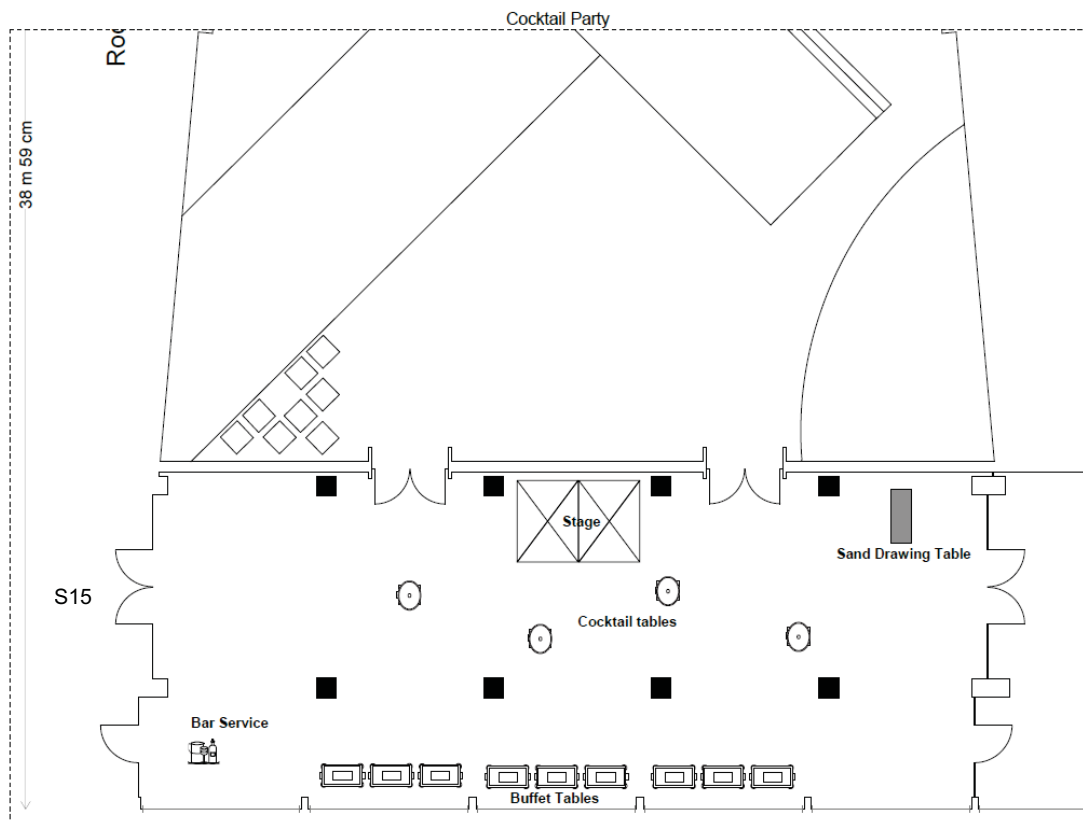 Cocktail Party
38 m 59 cm
Stage
Sand Drawing Table
S15
Cocktail tables
Bar Service
Buffet Tables